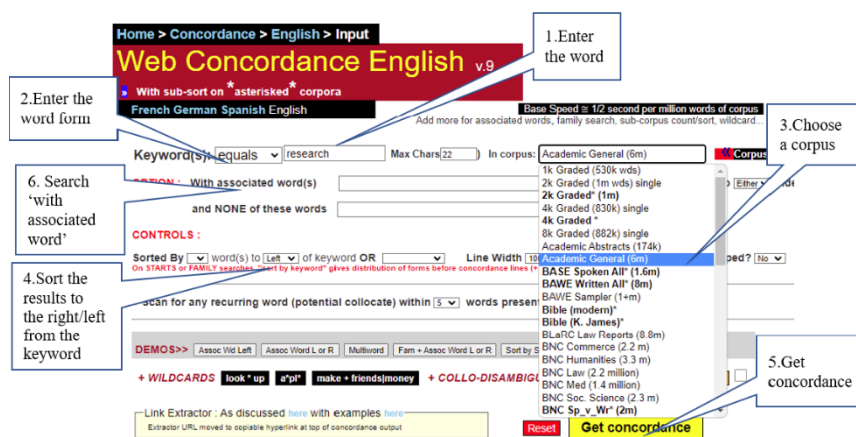 Home > Concordance > English > Input
Web Concordance English v.9
» With sub-sort on *asterisked* corpora
French German Spanish English
Base Speed ≅ 1/2 second per million words of corpus
Add more for associated words, family search, sub-corpus count/sort, wildcard...
1.Enter
the word
2.Enter the
word form
3.Choose
a corpus
Keyword(s): equals research Max Chars 22 ) In corpus: Academic General (6m) « Corpus
6. Search
‘with
associated
word’
OPTION : With associated word(s) Either
and NONE of these words
CONTROLS :
Sorted By word(s) to Left of keyword OR Line Width ped? No
On STARTS or FAMILY searches, "sort by keyword" gives distribution of forms before concordance lines (+
4.Sort the
results to
the right/left
from the
keyword
scan for any recurring word (potential collocate) within 5 words present
1k Graded (530k wds)
2k Graded (1m wds) single
2k Graded* (1m)
4k Graded (830k) single
4k Graded *
8k Graded (882k) single
Academic Abstracts (174k)
Academic General (6m)
BASE Spoken All* (1.6m)
BAWE Written All* (8m)
BAWE Sampler (1+m)
Bible (modern)*
Bible (K. James)*
BLaRC Law Reports (8.8m)
BNC Commerce (2.2 m)
BNC Humanities (3.3 m)
BNC Law (2.2 million)
BNC Med (1.4 million)
BNC Soc. Science (2.3 m)
BNC Sp_v_Wr* (2m)
DEMOS>> Assoc Wd Left Assoc Word L or R Multiword Fam + Assoc Word L or R Sort by S
+ WILDCARDS look * up a*pl* make + friends|money + COLLO-DISAMBIG
5.Get
concordance
Link Extractor : As discussed here with examples here
Extractor URL moved to copiable hyperlink at top of concordance output
Reset Get concordance